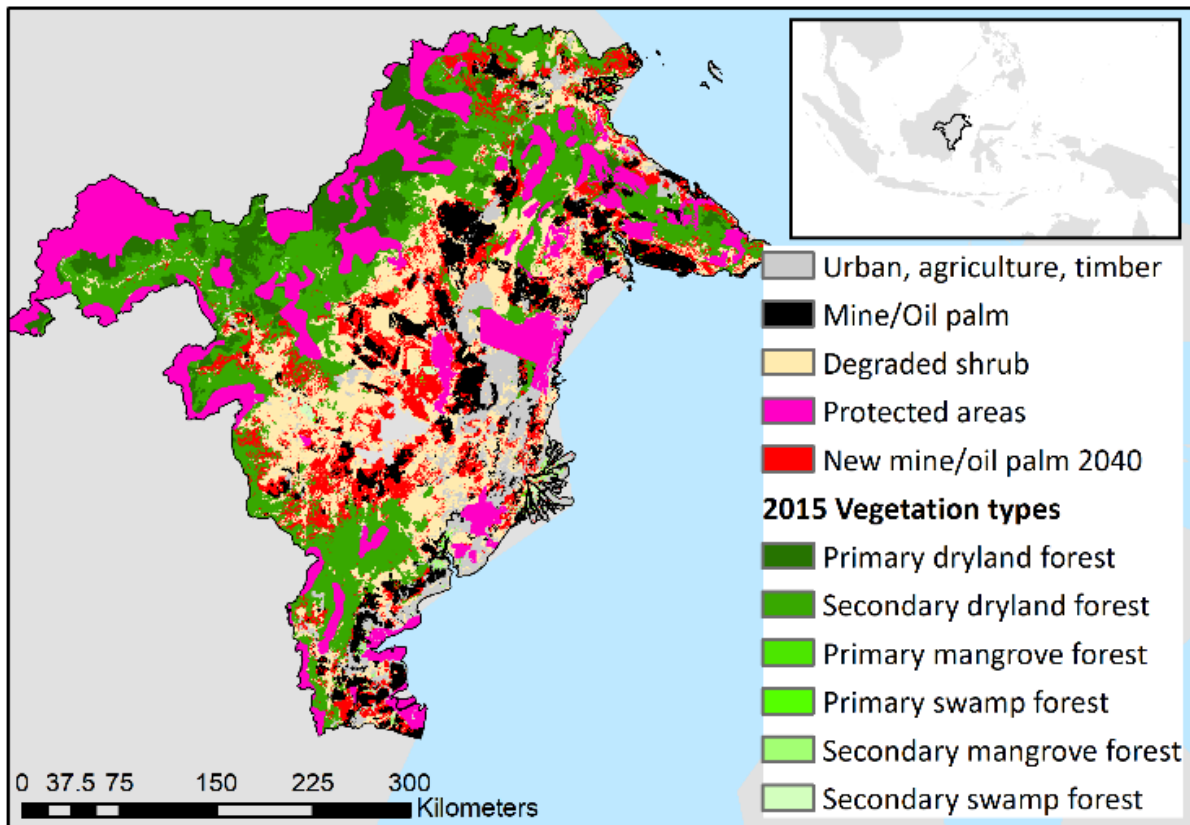 Urban, agriculture, timber
Mine/Oil palm
Degraded shrub
Protected areas
New mine/oil palm 2040
2015 Vegetation types
Primary dryland forest
Secondary dryland forest
Primary mangrove forest
Primary swamp forest
Secondary mangrove forest
Secondary swamp forest
0 37.5 75 150 225 300
Kilometers